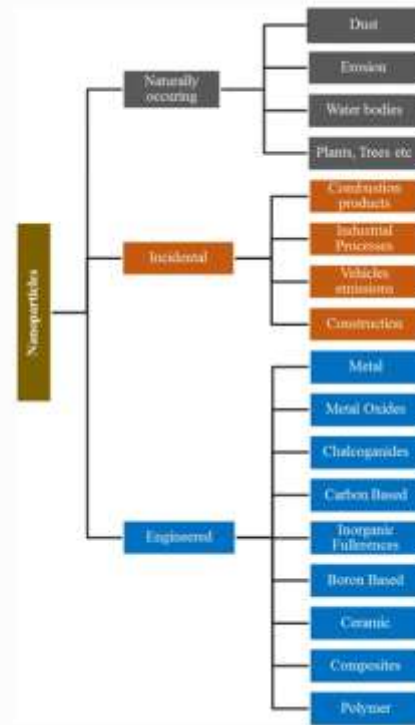 Dust
Erosion
Naturally
occuring
Water bodies
Plants, Trees etc
Combustion
products
Industrial
Processes
Incidental
Vehicles
emissions
Construction
Nanoparticles
Metal
Metal Oxides
Chalcoganides
Carbon Based
Engineered
Inorganic
Fullerences
Boron Based
Ceramic
Composites
Polymer